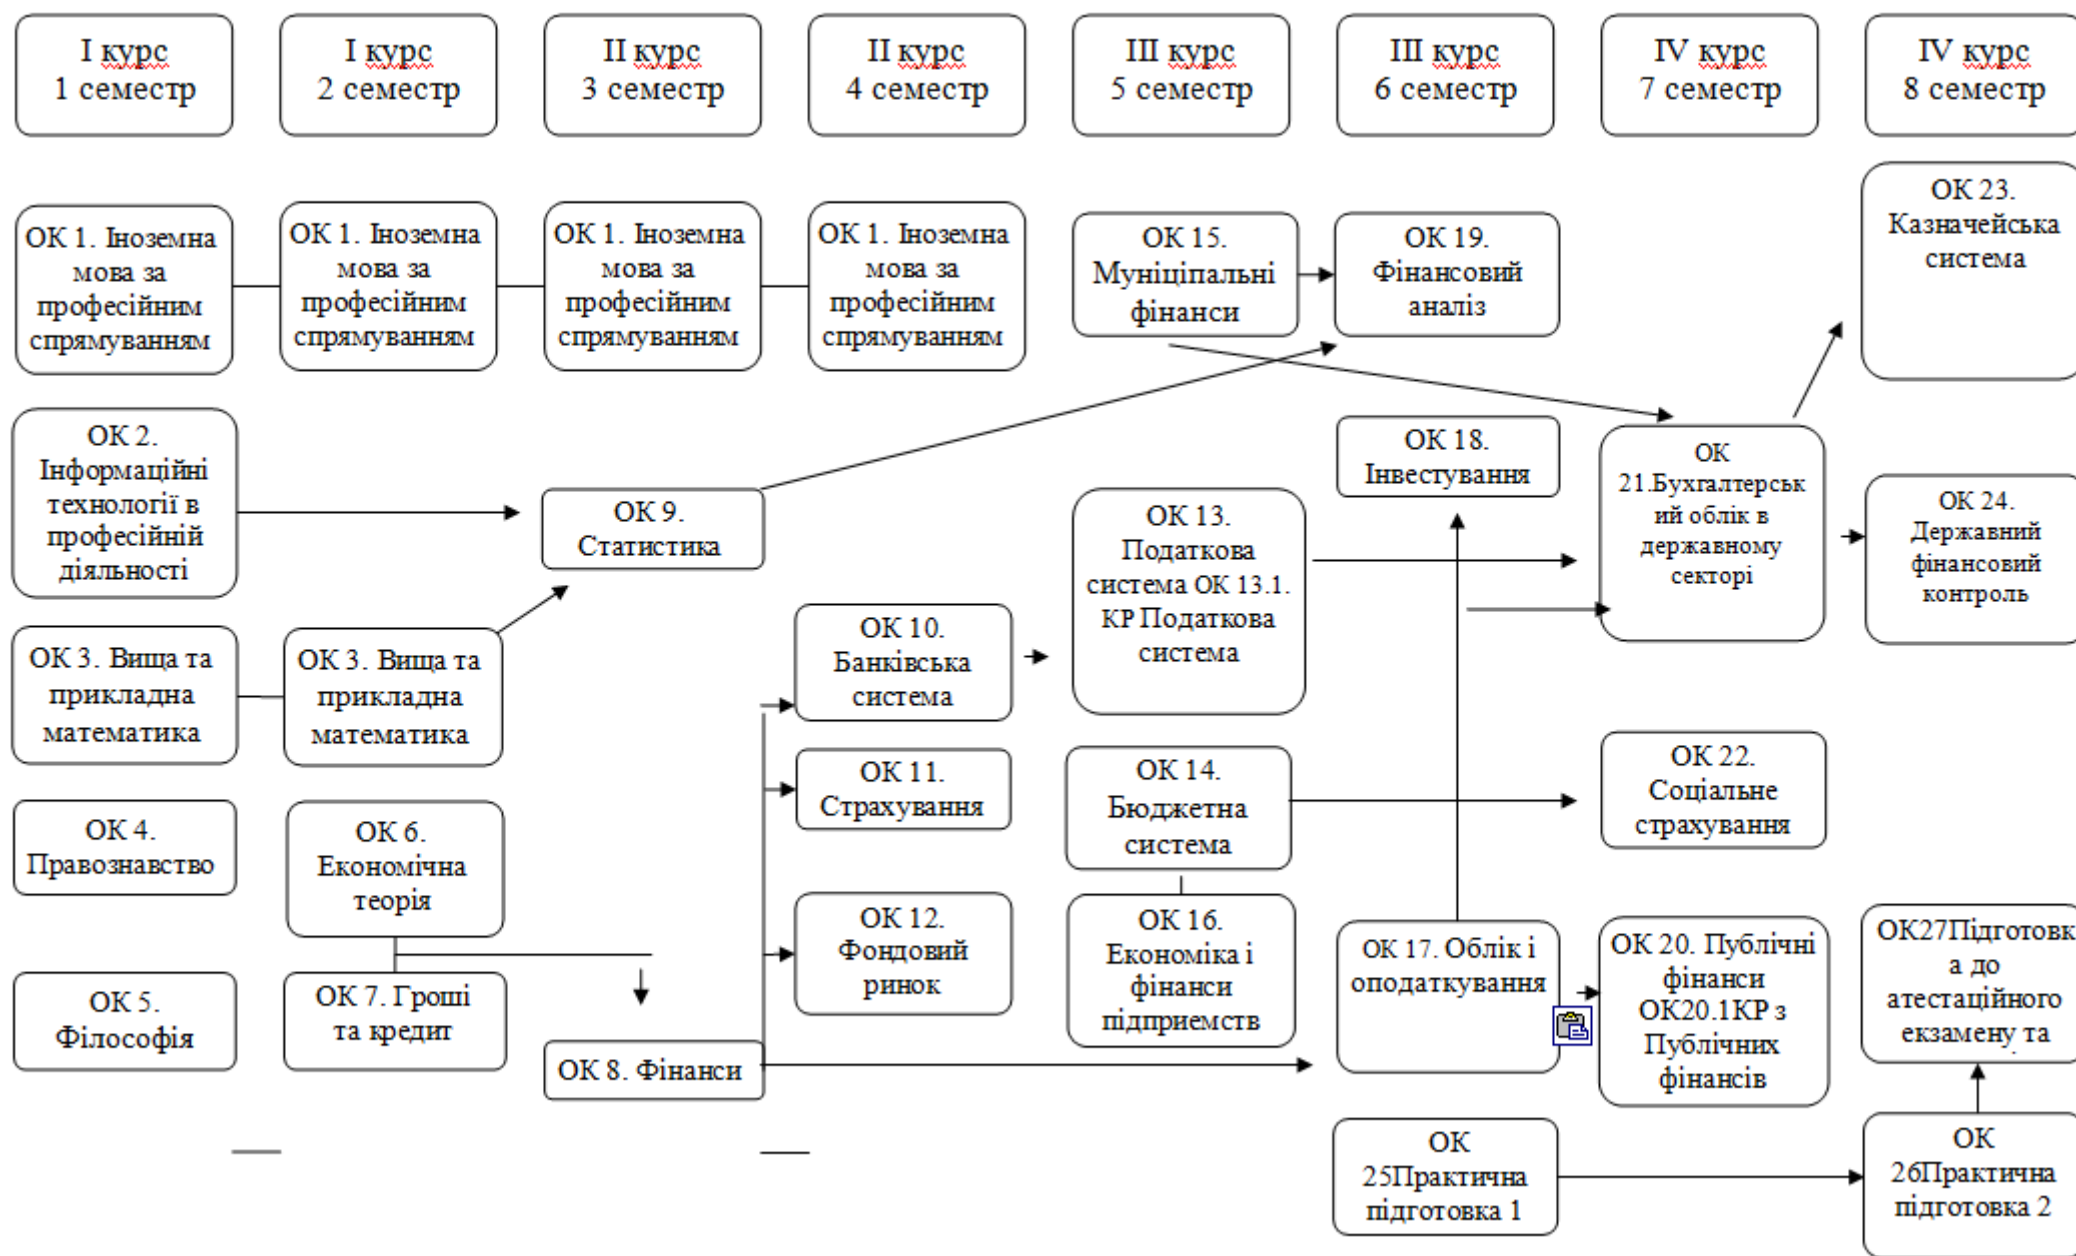 І курс
1 семестр
І курс
2 семестр
ІІ курс
3 семестр
ІІ курс
4 семестр
ІІІ курс
5 семестр
ІІІ курс
6 семестр
ІV курс
7 семестр
ІV курс
8 семестр
ОК 1. Іноземна
мова за
професійним
спрямуванням
ОК 1. Іноземна
мова за
професійним
спрямуванням
ОК 1. Іноземна
мова за
професійним
спрямуванням
ОК 1. Іноземна
мова за
професійним
спрямуванням
ОК 15.
Муніціпальні
фінанси
ОК 19.
Фінансовий
аналіз
ОК 23.
Казначейська
система
ОК 2.
Інформаційні
технології в
професійній
діяльності
ОК 9.
Статистика
ОК 13.
Податкова
система ОК 13.1.
КР Податкова
система
ОК 18.
Інвестування
ОК
21.Бухгалтерськ
ий облік в
державному
секторі
ОК 24.
Державний
фінансовий
контроль
ОК 3. Вища та
прикладна
математика
ОК 3. Вища та
прикладна
математика
ОК 10.
Банківська
система
ОК 11.
Страхування
ОК 14.
Бюджетна
система
ОК 22.
Соціальне
страхування
ОК 4.
Правознавство
ОК 6.
Економічна
теорія
ОК 12.
Фондовий
ринок
ОК 16.
Економіка і
фінанси
підприємств
ОК 17. Облік і
оподаткування
ОК 20. Публічні
фінанси
ОК20.1КР з
Публічних
фінансів
ОК27Підготовк
а до
атестаційного
екзамену та
ОК 5.
Філософія
ОК 7. Гроші
та кредит
ОК 8. Фінанси
ОК
25Практична
підготовка 1
ОК
26Практична
підготовка 2